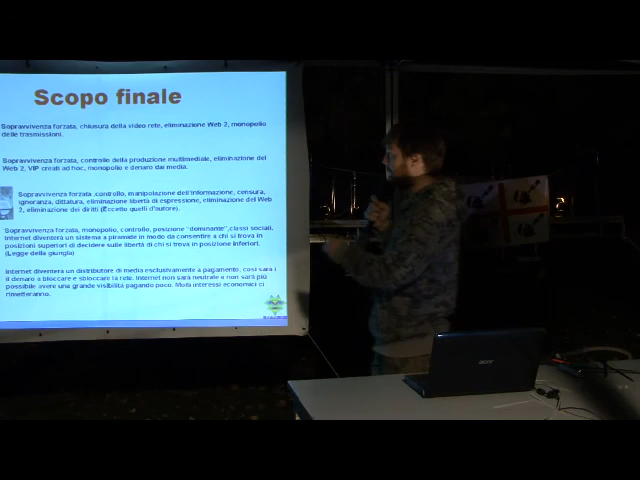 Scopo finale
Sopravvivenza forzata, chiusura della video rete, eliminazione Web 2, monopolio
delle trasmissioni.
Sopravvivenza forzata, controllo della produzione multimediale, eliminazione del
Web 2, VIP creati ad hoc, monopolio e denaro dai media.
Sopravvivenza forzata ,controllo, manipolazione dell'informazione, censura,
ignoranza, dittatura, eliminazione libertà di espressione, eliminazione del Web
2, eliminazione dei diritti (Eccetto quelli d'autore).
Sopravvivenza forzata, monopolio, controllo, posizione "dominante",classi sociali,
Internet diventerà un sistema a piramide in modo da consentire a chi si trova in
posizioni superiori di decidere sulle libertà di chi si trova in posizione inferiori.
(Legge della giungla)
Internet diventerà un distributore di media esclusivamente a pagamento, così sarà i
il denaro a bloccare e sbloccare la rete. Internet non sarà neutrale e non sarà più
possibile avere una grande visibilità pagando poco. Molti interessi economici ci
rimetteranno.
acer